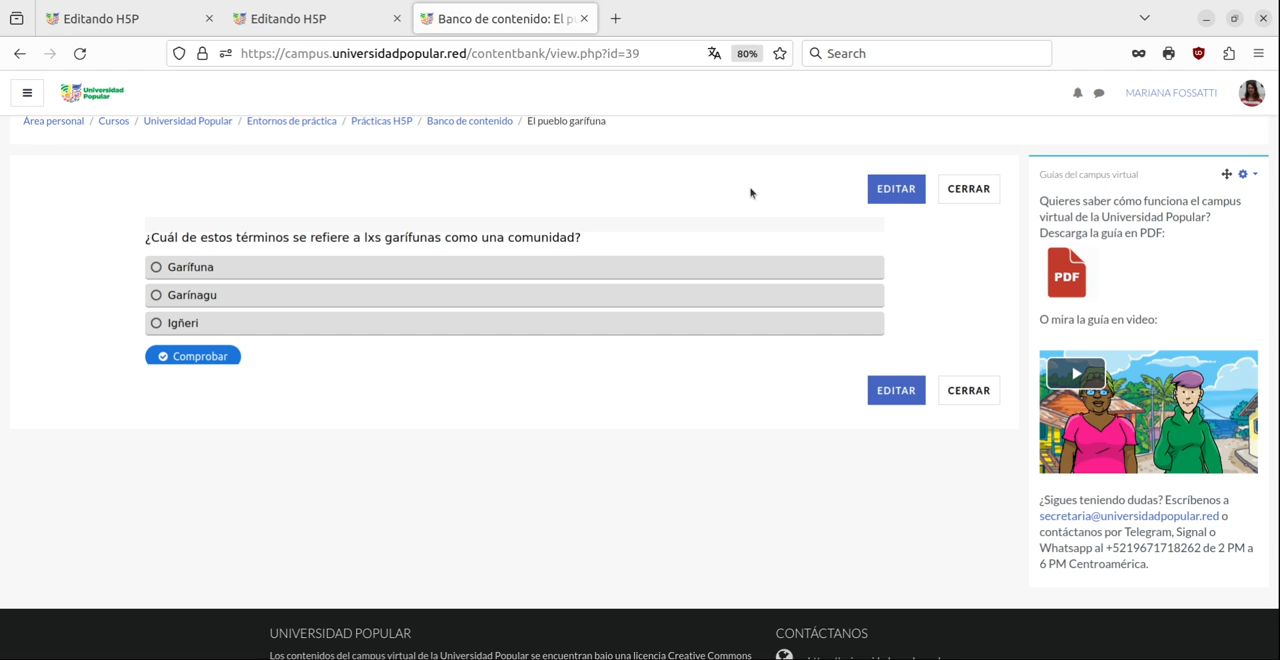 Editando H5P
Editando H5P
Banco de contenido: El p
https://campus.universidadpopular.red/contentbank/view.php?id=39
80%
Search
Universidad
Popular
MARIANA FOSSATTI
Área personal / Cursos / Universidad Popular / Entornos de práctica / Prácticas H5P / Banco de contenido / El pueblo garífuna
EDITAR
CERRAR
¿Cuál de estos términos se refiere a lxs garífunas como una comunidad?
Garífuna
Garínagu
Igñeri
Comprobar
EDITAR
CERRAR
Guías del campus virtual
Quieres saber cómo funciona el campus
virtual de la Universidad Popular?
Descarga la guía en PDF:
PDF
O mira la guía en video:
¿Sigues teniendo dudas? Escríbenos a
secretaria@universidadpopular.red o
contáctanos por Telegram, Signal o
Whatsapp al +5219671718262 de 2 PM a
6 PM Centroamérica.
UNIVERSIDAD POPULAR
Los contenidos del campus virtual de la Universidad Popular se encuentran bajo una licencia Creative Commons
CONTÁCTANOS